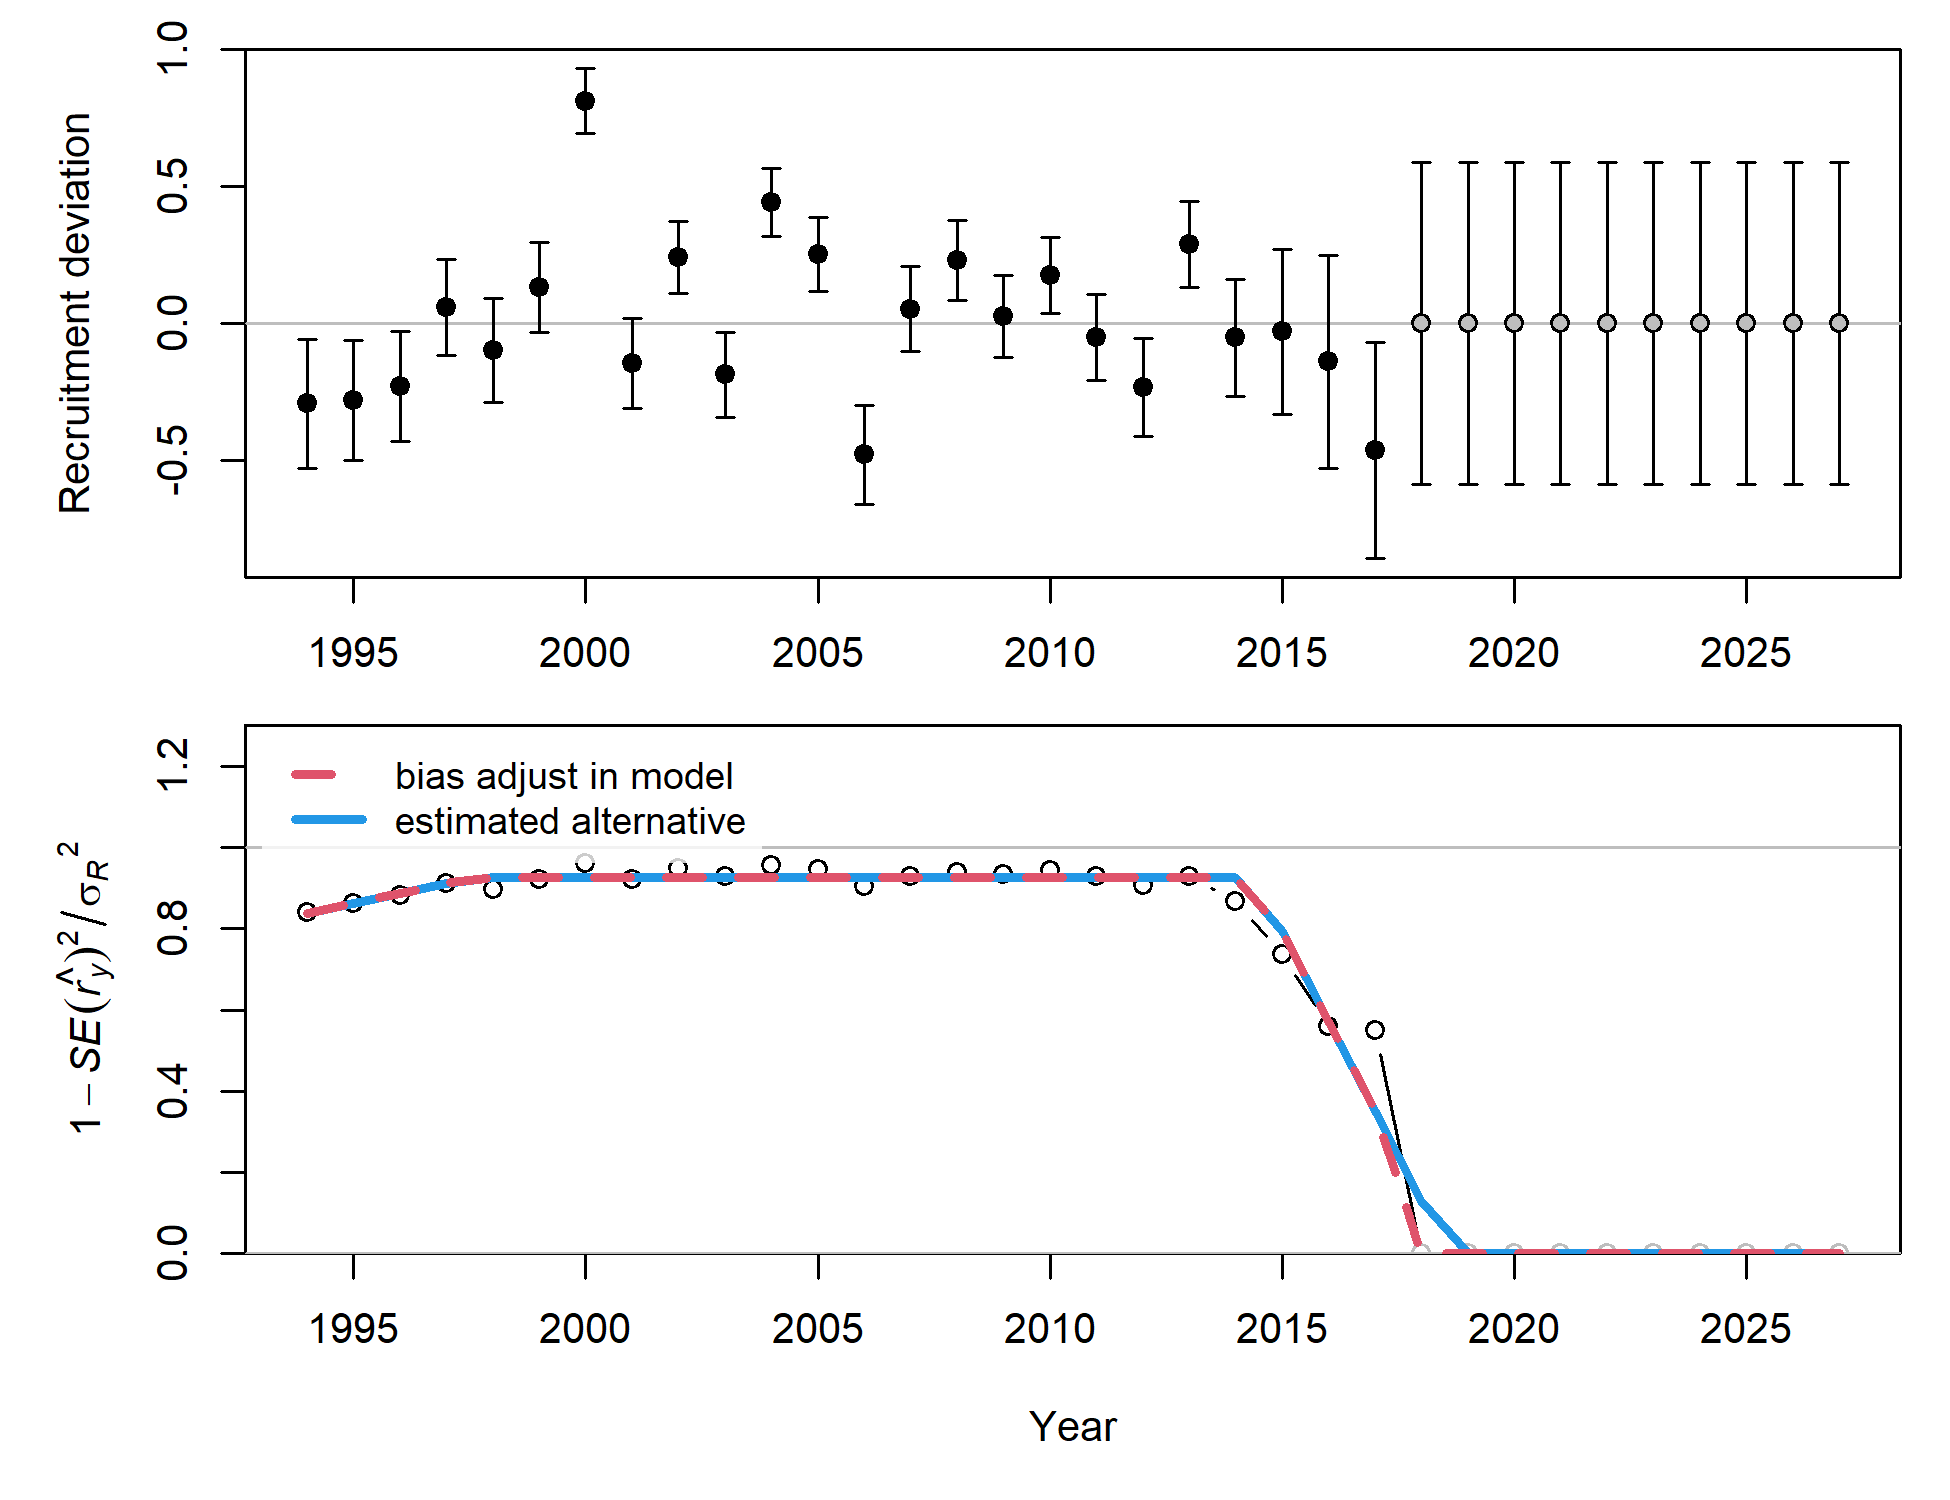 Recruitment deviation
1.0
0.5
0.0
-0.5
1995 2000 2005 2010 2015 2020 2025
bias adjust in model
estimated alternative
1 − SE(r̂y)² / σR²
1.2
0.8
0.4
0.0
1995 2000 2005 2010 2015 2020 2025
Year